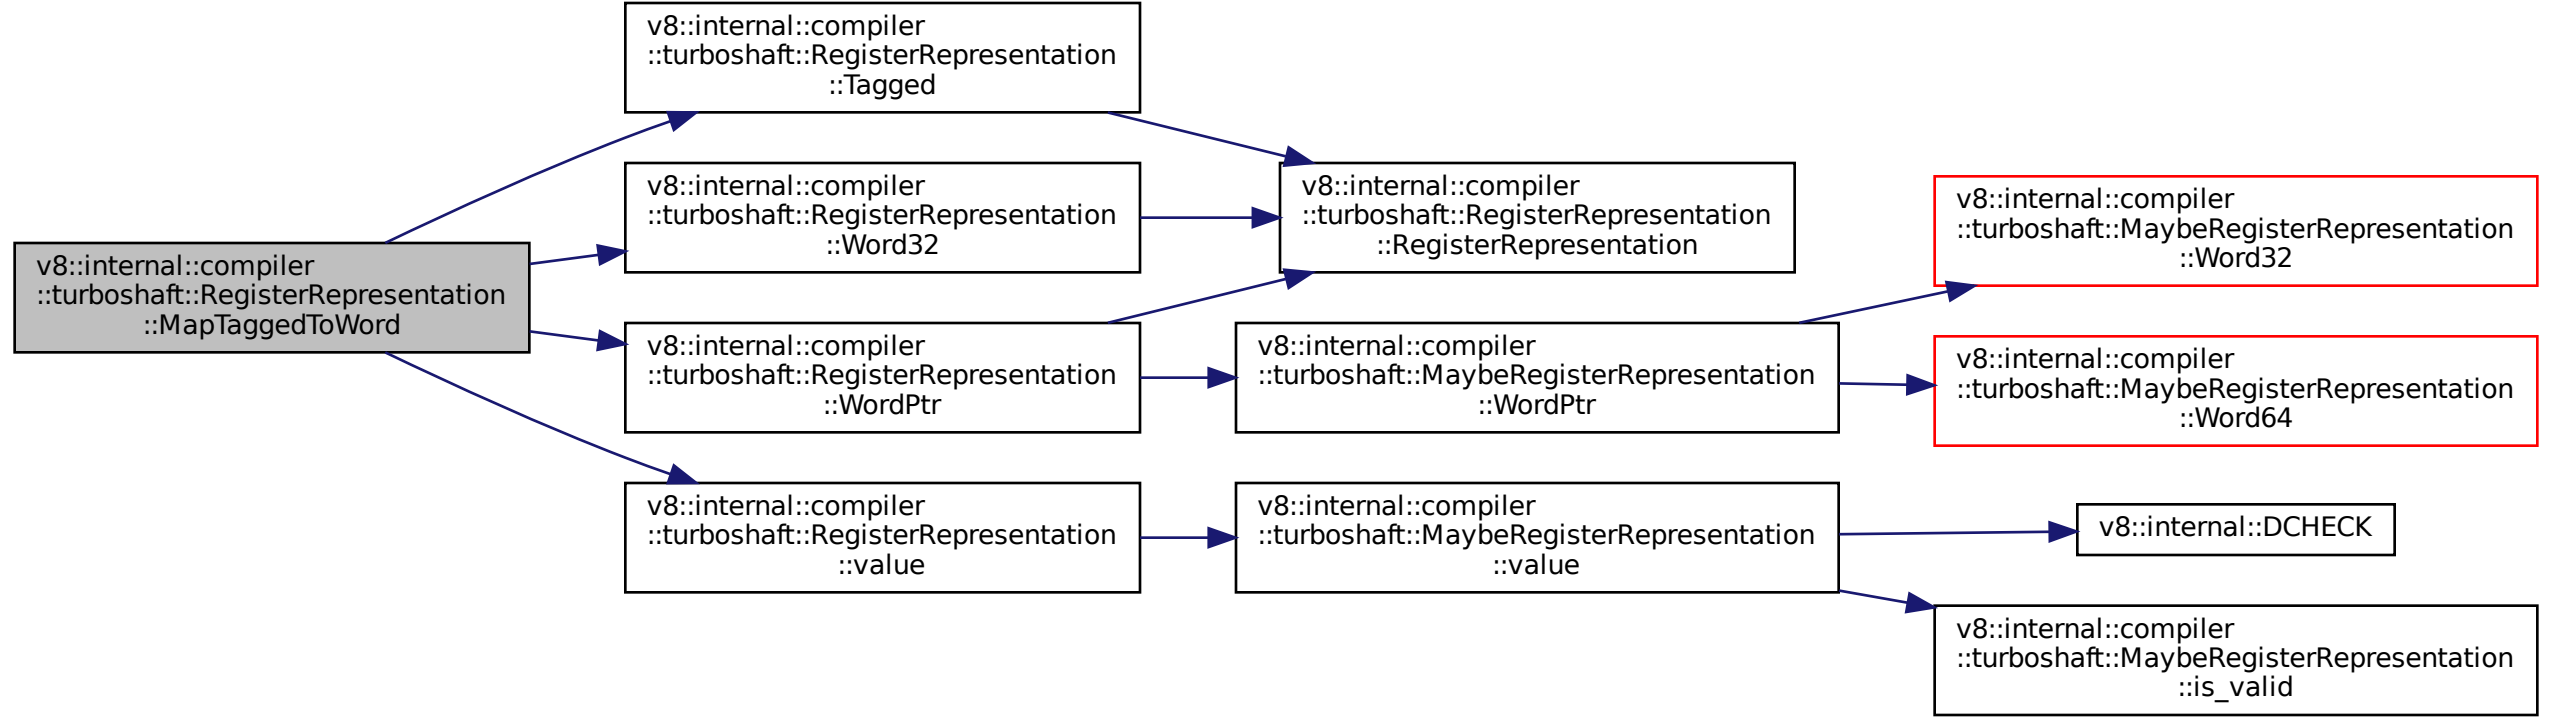 v8::internal::compiler
::turboshaft::RegisterRepresentation
::MapTaggedToWord
v8::internal::compiler
::turboshaft::RegisterRepresentation
::Tagged
v8::internal::compiler
::turboshaft::RegisterRepresentation
::Word32
v8::internal::compiler
::turboshaft::RegisterRepresentation
::WordPtr
v8::internal::compiler
::turboshaft::RegisterRepresentation
::value
v8::internal::compiler
::turboshaft::RegisterRepresentation
::RegisterRepresentation
v8::internal::compiler
::turboshaft::MaybeRegisterRepresentation
::WordPtr
v8::internal::compiler
::turboshaft::MaybeRegisterRepresentation
::value
v8::internal::compiler
::turboshaft::MaybeRegisterRepresentation
::Word32
v8::internal::compiler
::turboshaft::MaybeRegisterRepresentation
::Word64
v8::internal::DCHECK
v8::internal::compiler
::turboshaft::MaybeRegisterRepresentation
::is_valid